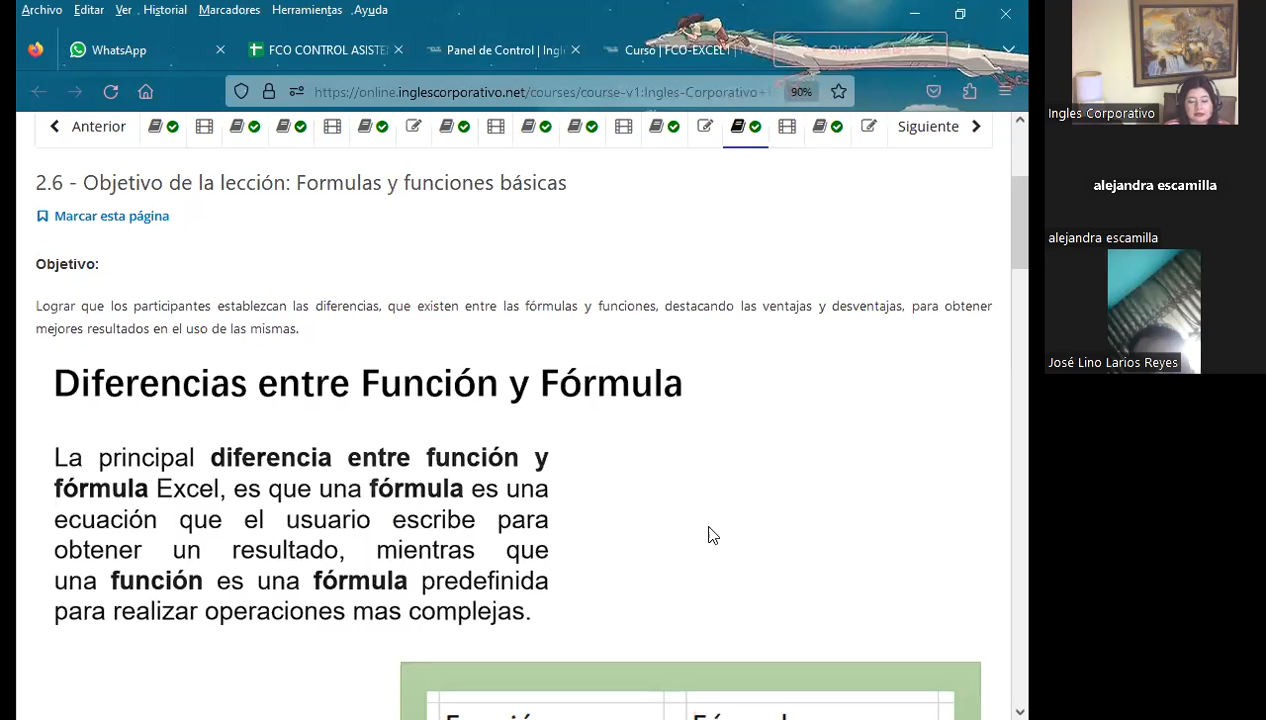 Archivo Editar Ver Historial Marcadores Herramientas Ayuda
WhatsApp
FCO CONTROL ASISTE
Panel de Control | Ingl
Curso | FCO-EXCEL
https://online.inglescorporativo.net/courses/course-v1:Ingles-Corporativo+
90%
Anterior
Siguiente
2.6 - Objetivo de la lección: Formulas y funciones básicas
Marcar esta página
Objetivo:
Lograr que los participantes establezcan las diferencias, que existen entre las fórmulas y funciones, destacando las ventajas y desventajas, para obtener
mejores resultados en el uso de las mismas.
Diferencias entre Función y Fórmula
La principal diferencia entre función y
fórmula Excel, es que una fórmula es una
ecuación que el usuario escribe para
obtener un resultado, mientras que
una función es una fórmula predefinida
para realizar operaciones mas complejas.
Ingles Corporativo
alejandra escamilla
alejandra escamilla
José Lino Larios Reyes